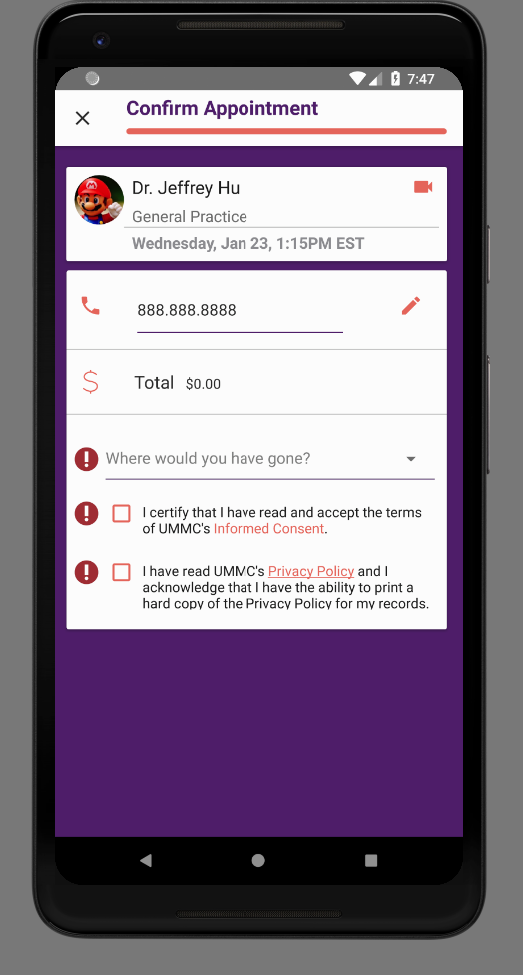 7:47
Confirm Appointment
Dr. Jeffrey Hu
General Practice
Wednesday, Jan 23, 1:15PM EST
888.888.8888
$ Total $0.00
Where would you have gone?
I certify that I have read and accept the terms
of UMMC's Informed Consent.
I have read UMMC's Privacy Policy and I
acknowledge that I have the ability to print a
hard copy of the Privacy Policy for my records.